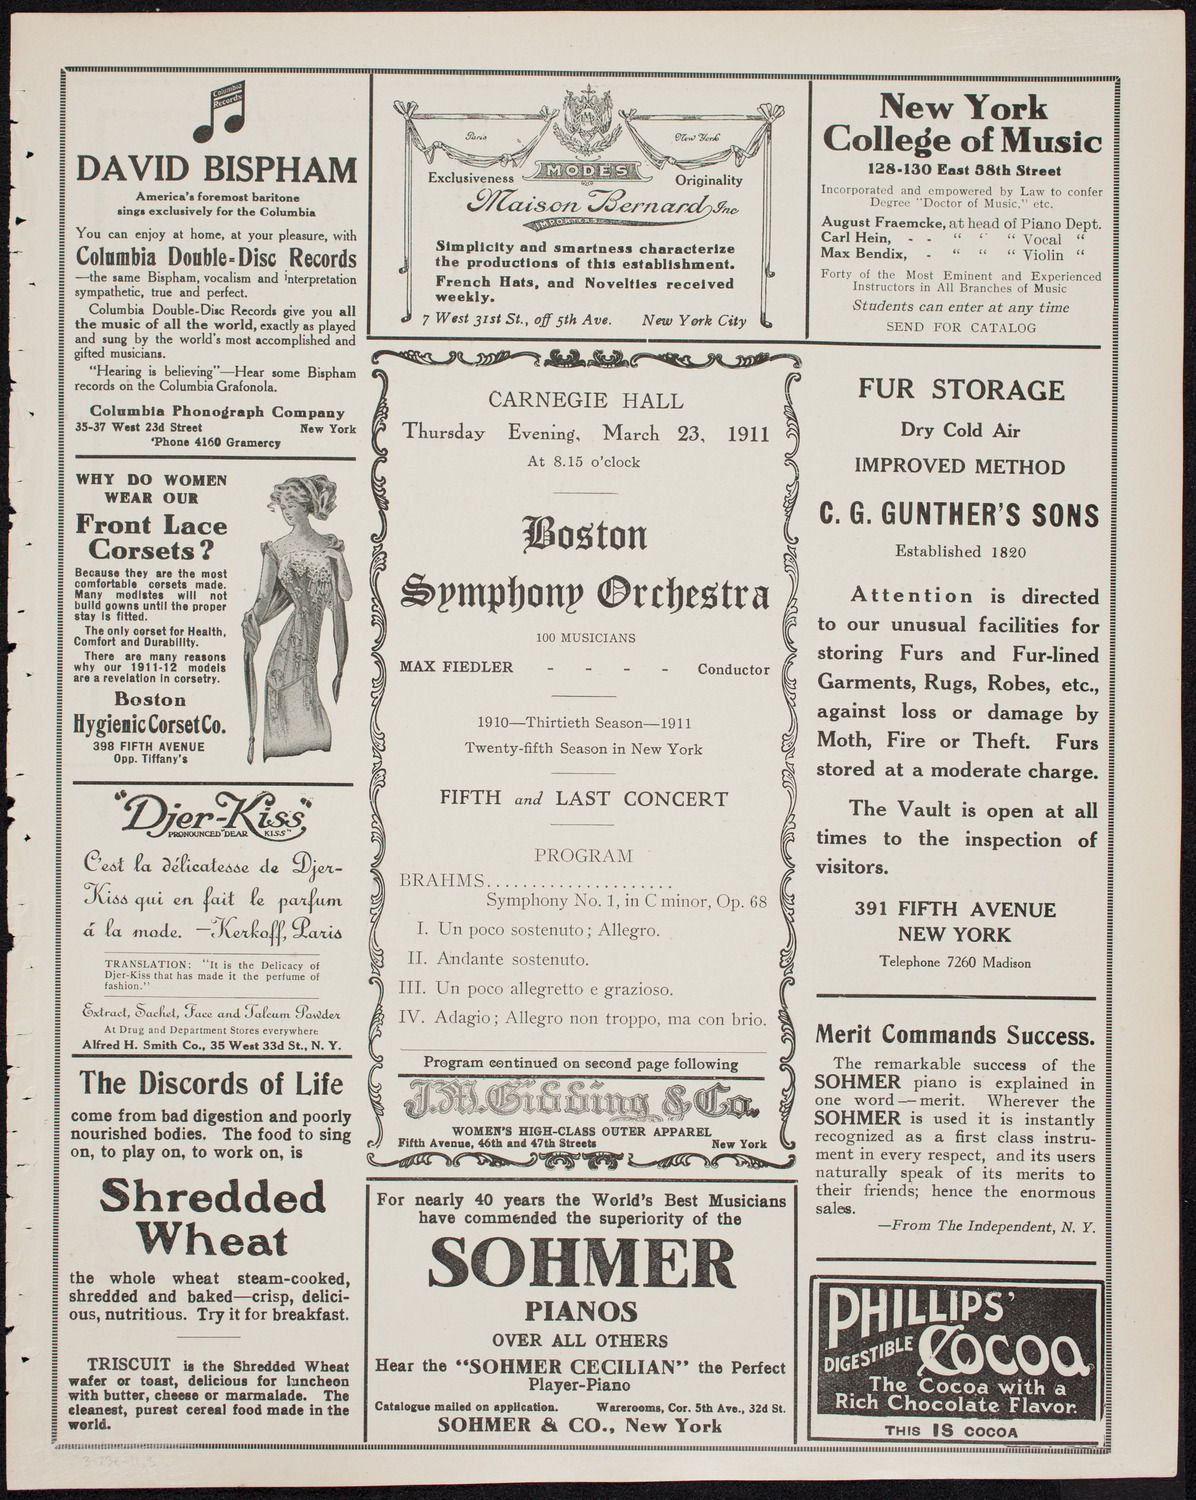 Columbia
Records
DAVID BISPHAM
America's foremost baritone
sings exclusively for the Columbia
You can enjoy at home, at your pleasure, with
Columbia Double-Disc Records
—the same Bispham, vocalism and interpretation
sympathetic, true and perfect.
Columbia Double-Disc Records give you all
the music of all the world, exactly as played
and sung by the world's most accomplished and
gifted musicians.
"Hearing is believing"—Hear some Bispham
records on the Columbia Grafonola.
Columbia Phonograph Company
35-37 West 23d Street New York
'Phone 4160 Gramercy
WHY DO WOMEN
WEAR OUR
Front Lace
Corsets?
Because they are the most
comfortable corsets made.
Many modistes will not
build gowns until the proper
stay is fitted.
The only corset for Health,
Comfort and Durability.
There are many reasons
why our 1911-12 models
are a revelation in corsetry.
Boston
Hygienic Corset Co.
398 FIFTH AVENUE
Opp. Tiffany's
"Djer-Kiss"
PRONOUNCED "DEAR KISS"
C'est la délicatesse de Djer-
Kiss qui en fait le parfum
á la mode. —Kerkoff, Paris
TRANSLATION: "It is the Delicacy of
Djer-Kiss that has made it the perfume of
fashion."
Extract, Sachet, Face and Talcum Powder
At Drug and Department Stores everywhere
Alfred H. Smith Co., 35 West 33d St., N. Y.
The Discords of Life
come from bad digestion and poorly
nourished bodies. The food to sing
on, to play on, to work on, is
Shredded
Wheat
the whole wheat steam-cooked,
shredded and baked—crisp, delici-
ous, nutritious. Try it for breakfast.
TRISCUIT is the Shredded Wheat
wafer or toast, delicious for luncheon
with butter, cheese or marmalade. The
cleanest, purest cereal food made in the
world.
Paris New York
MODES
Exclusiveness Originality
Maison Bernard Inc
IMPORTERS
Simplicity and smartness characterize
the productions of this establishment.
French Hats, and Novelties received
weekly.
7 West 31st St., off 5th Ave. New York City
CARNEGIE HALL
Thursday Evening, March 23, 1911
At 8.15 o'clock
Boston
Symphony Orchestra
100 MUSICIANS
MAX FIEDLER - - - - Conductor
1910—Thirtieth Season—1911
Twenty-fifth Season in New York
FIFTH and LAST CONCERT
PROGRAM
BRAHMS....................
Symphony No. 1, in C minor, Op. 68
I. Un poco sostenuto; Allegro.
II. Andante sostenuto.
III. Un poco allegretto e grazioso.
IV. Adagio; Allegro non troppo, ma con brio.
Program continued on second page following
J.M. Gidding & Co.
WOMEN'S HIGH-CLASS OUTER APPAREL
Fifth Avenue, 46th and 47th Streets New York
For nearly 40 years the World's Best Musicians
have commended the superiority of the
SOHMER
PIANOS
OVER ALL OTHERS
Hear the "SOHMER CECILIAN" the Perfect
Player-Piano
Catalogue mailed on application. Warerooms, Cor. 5th Ave., 32d St.
SOHMER & CO., New York
New York
College of Music
128-130 East 58th Street
Incorporated and empowered by Law to confer
Degree "Doctor of Music," etc.
August Fraemcke, at head of Piano Dept.
Carl Hein, - - " " " Vocal "
Max Bendix, - " " " Violin "
Forty of the Most Eminent and Experienced
Instructors in All Branches of Music
Students can enter at any time
SEND FOR CATALOG
FUR STORAGE
Dry Cold Air
IMPROVED METHOD
C. G. GUNTHER'S SONS
Established 1820
Attention is directed
to our unusual facilities for
storing Furs and Fur-lined
Garments, Rugs, Robes, etc.,
against loss or damage by
Moth, Fire or Theft. Furs
stored at a moderate charge.
The Vault is open at all
times to the inspection of
visitors.
391 FIFTH AVENUE
NEW YORK
Telephone 7260 Madison
Merit Commands Success.
The remarkable success of the
SOHMER piano is explained in
one word—merit. Wherever the
SOHMER is used it is instantly
recognized as a first class instru-
ment in every respect, and its users
naturally speak of its merits to
their friends; hence the enormous
sales.
—From The Independent, N. Y.
PHILLIPS'
DIGESTIBLE COCOA
The Cocoa with a
Rich Chocolate Flavor.
THIS IS COCOA